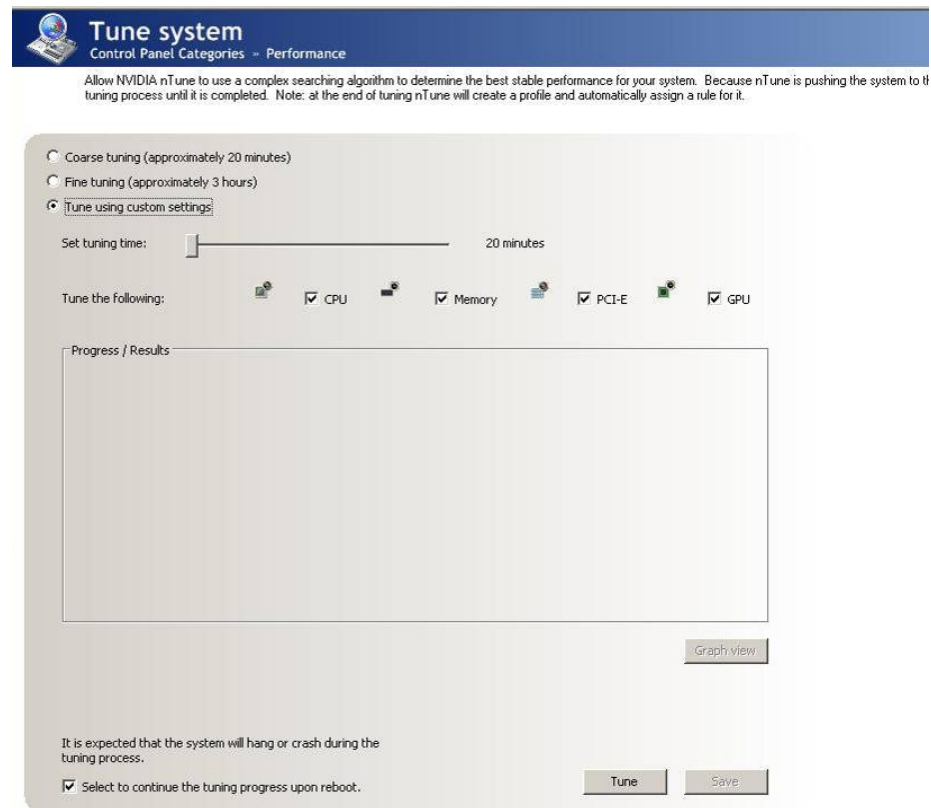 Tune system
Control Panel Categories » Performance
Allow NVIDIA nTune to use a complex searching algorithm to determine the best stable performance for your system. Because nTune is pushing the system to
tuning process until it is completed. Note: at the end of tuning nTune will create a profile and automatically assign a rule for it.
Coarse tuning (approximately 20 minutes)
Fine tuning (approximately 3 hours)
Tune using custom settings
Set tuning time: 20 minutes
Tune the following: CPU Memory PCI-E GPU
Progress / Results
Graph view
It is expected that the system will hang or crash during the
tuning process.
Select to continue the tuning progress upon reboot.
Tune Save